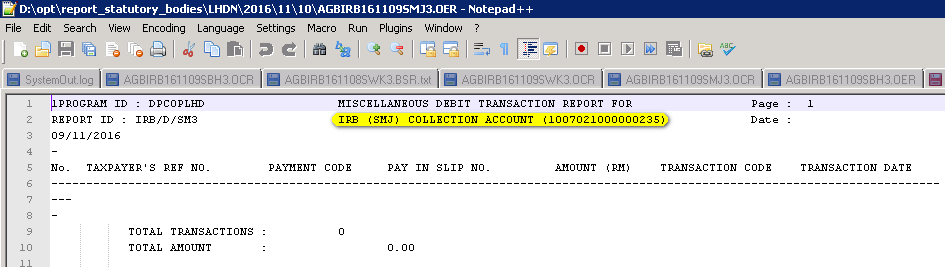 D:\opt\report_statutory_bodies\LHDN\2016\11\10\AGBIRB161109SMJ3.OER - Notepad++
File Edit Search View Encoding Language Settings Macro Run Plugins Window ?
SystemOut.log AGBIRB161109SBH3.OCR AGBIRB161108SWK3.BSR.txt AGBIRB161109SWK3.OCR AGBIRB161109SMJ3.OCR AGBIRB161109SBH3.OER
1 1PROGRAM ID : DPCOPLHD MISCELLANEOUS DEBIT TRANSACTION REPORT FOR Page : 1
2 REPORT ID : IRB/D/SM3 IRB (SMJ) COLLECTION ACCOUNT (1007021000000235) Date :
3 09/11/2016
4 -
5 No. TAXPAYER'S REF NO. PAYMENT CODE PAY IN SLIP NO. AMOUNT (RM) TRANSACTION CODE TRANSACTION DATE
6 --------------------------------------------------------------------------------------------------------------------------------
7 ---
8 -
9 TOTAL TRANSACTIONS : 0
10 TOTAL AMOUNT : 0.00
11